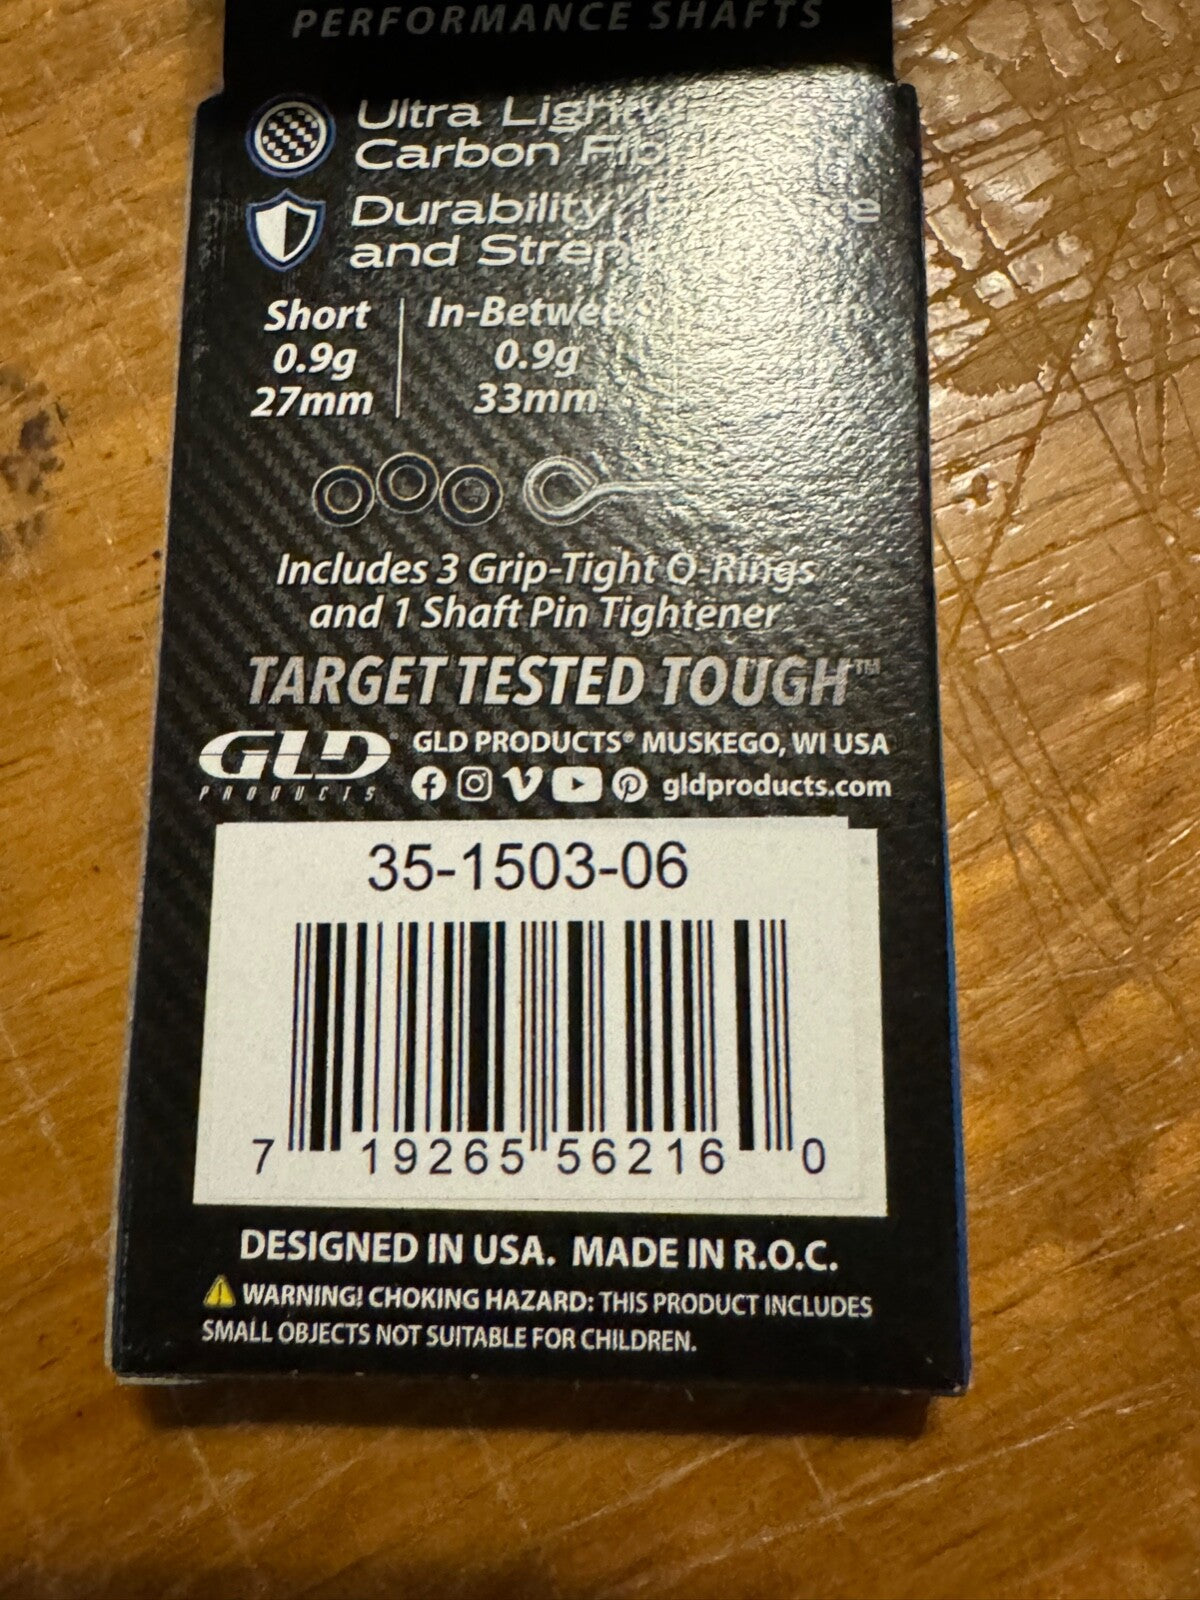 PERFORMANCE SHAFTS
Ultra
Carbon
Durability,
and
Short
0.9g
27mm
In-Between
0.9g
33mm
Includes 3 Grip-Tight O-Rings
and 1 Shaft Pin Tightener
TARGET TESTED TOUGH™
GLD
PRODUCTS
GLD PRODUCTS® MUSKEGO, WI USA
gldproducts.com
35-1503-06
7 19265 56216 0
DESIGNED IN USA. MADE IN R.O.C.
WARNING! CHOKING HAZARD: THIS PRODUCT INCLUDES
SMALL OBJECTS NOT SUITABLE FOR CHILDREN.